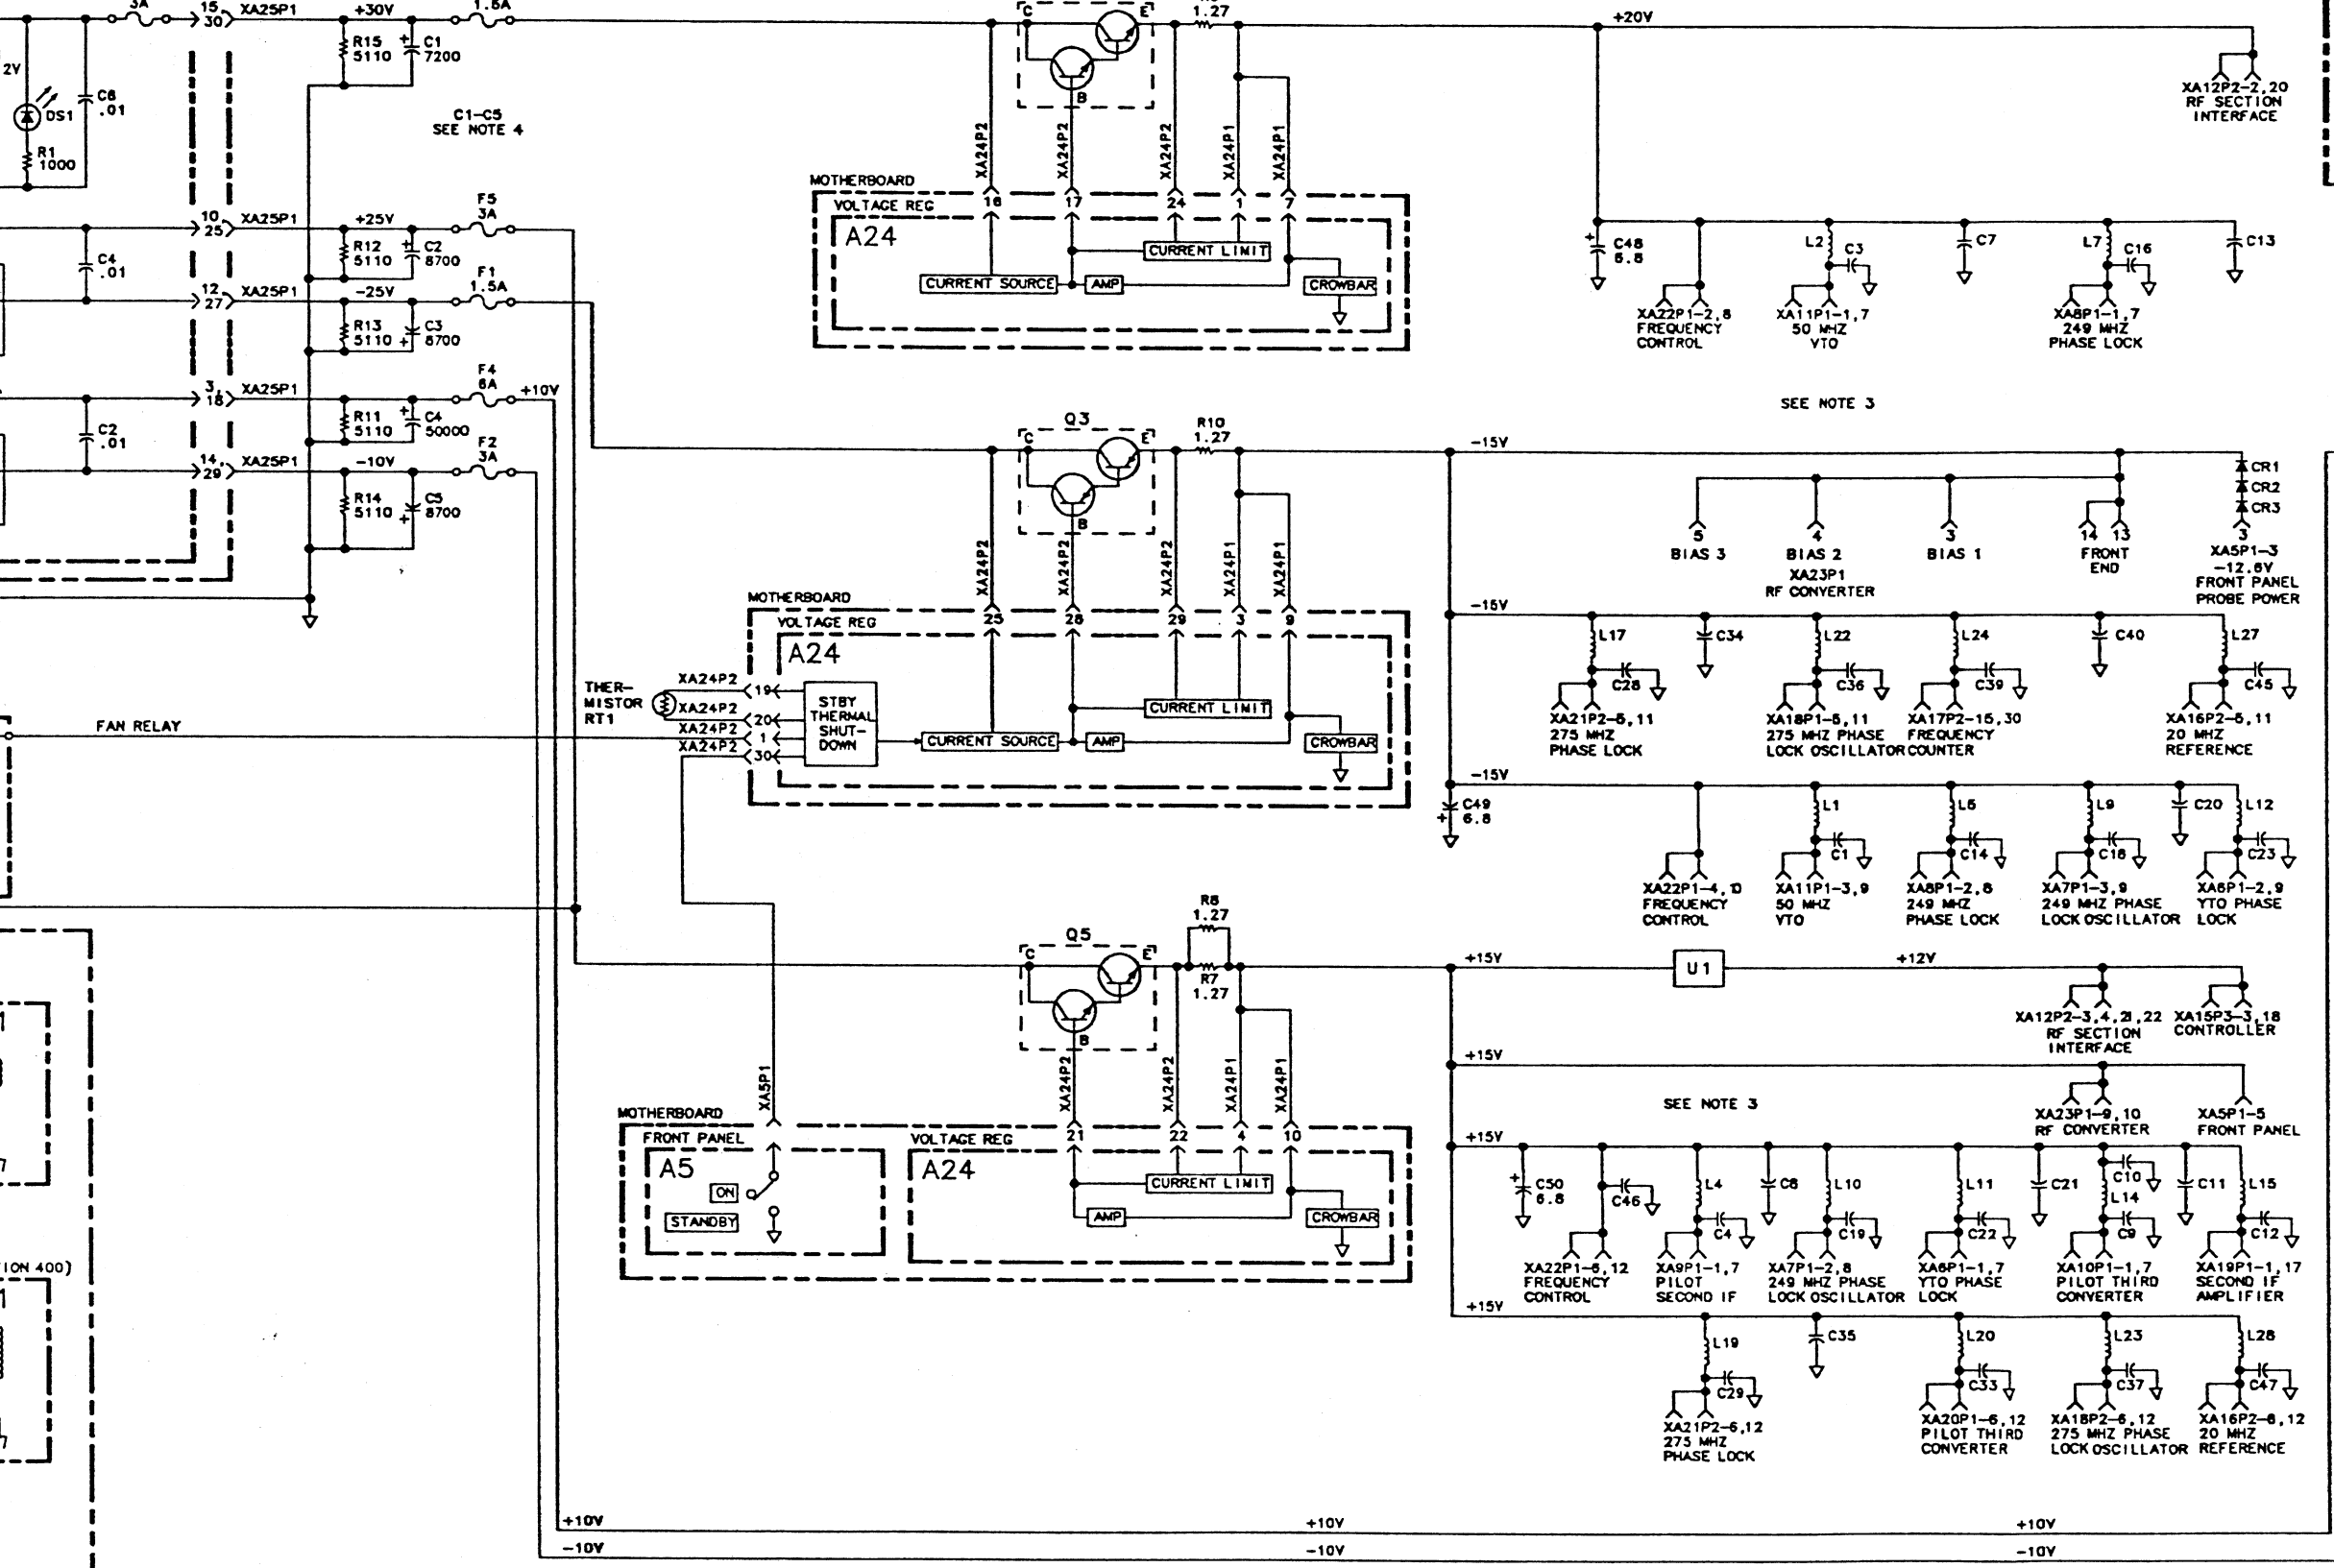 3A
15,
30
XA25P1
+30V
1.5A
R15
5110
C1
7200
C1-C5
SEE NOTE 4
2V
DS1
R1
1000
C6
.01
10
25
XA25P1
+25V
F5
3A
R12
5110
C2
8700
C4
.01
12,
27
XA25P1
-25V
F1
1.5A
R13
5110
C3
8700
3,
18
XA25P1
F4
6A
+10V
R11
5110
C4
50000
C2
.01
14,
29
XA25P1
-10V
F2
3A
R14
5110
C5
8700
FAN RELAY
ION 400)
C
E
B
1.27
+20V
XA24P2
XA24P2
XA24P2
XA24P1
XA24P1
MOTHERBOARD
VOLTAGE REG
16
17
24
1
7
A24
CURRENT LIMIT
CURRENT SOURCE
AMP
CROWBAR
XA12P2-2,20
RF SECTION
INTERFACE
C48
6.8
L2
C3
C7
L7
C16
C13
XA22P1-2,8
FREQUENCY
CONTROL
XA11P1-1,7
50 MHZ
VTO
XA8P1-1,7
249 MHZ
PHASE LOCK
SEE NOTE 3
Q3
C
E
B
R10
1.27
-15V
CR1
CR2
CR3
5
BIAS 3
4
BIAS 2
XA23P1
RF CONVERTER
3
BIAS 1
14
13
FRONT
END
3
XA5P1-3
-12.6V
FRONT PANEL
PROBE POWER
XA24P2
XA24P2
XA24P2
XA24P1
XA24P1
MOTHERBOARD
VOLTAGE REG
25
28
29
3
9
A24
THER-
MISTOR
RT1
XA24P2
XA24P2
XA24P2
XA24P2
19
20
1
30
STBY
THERMAL
SHUT-
DOWN
CURRENT SOURCE
CURRENT LIMIT
AMP
CROWBAR
-15V
L17
C28
C34
L22
C36
L24
C39
C40
L27
C45
XA21P2-5,11
275 MHZ
PHASE LOCK
XA18P1-5,11
275 MHZ PHASE
LOCK OSCILLATOR
XA17P2-15,30
FREQUENCY
COUNTER
XA16P2-5,11
20 MHZ
REFERENCE
-15V
C49
6.8
L1
C1
L6
C14
L9
C18
C20
L12
C23
XA22P1-4,10
FREQUENCY
CONTROL
XA11P1-3,9
50 MHZ
VTO
XA8P1-2,8
249 MHZ
PHASE LOCK
XA7P1-3,9
249 MHZ PHASE
LOCK OSCILLATOR
XA6P1-2,9
YTO PHASE
LOCK
Q5
C
E
B
R8
1.27
R7
1.27
+15V
U1
+12V
XA12P2-3,4,21,22
RF SECTION
INTERFACE
XA15P3-3,18
CONTROLLER
+15V
XA23P1-9,10
RF CONVERTER
XA5P1-5
FRONT PANEL
SEE NOTE 3
XA5P1
XA24P2
XA24P2
XA24P1
XA24P1
MOTHERBOARD
FRONT PANEL
A5
ON
STANDBY
VOLTAGE REG
21
22
4
10
A24
CURRENT LIMIT
AMP
CROWBAR
+15V
C50
6.8
C46
L4
C4
C6
L10
C19
L11
C22
C21
C10
L14
C9
C11
L15
C12
XA22P1-6,12
FREQUENCY
CONTROL
XA9P1-1,7
PILOT
SECOND IF
XA7P1-2,8
249 MHZ PHASE
LOCK OSCILLATOR
XA6P1-1,7
YTO PHASE
LOCK
XA10P1-1,7
PILOT THIRD
CONVERTER
XA19P1-1,17
SECOND IF
AMPLIFIER
+15V
L19
C29
C35
L20
C33
L23
C37
L28
C47
XA21P2-6,12
275 MHZ
PHASE LOCK
XA20P1-6,12
PILOT THIRD
CONVERTER
XA18P2-6,12
275 MHZ PHASE
LOCK OSCILLATOR
XA16P2-6,12
20 MHZ
REFERENCE
+10V
+10V
+10V
-10V
-10V
-10V